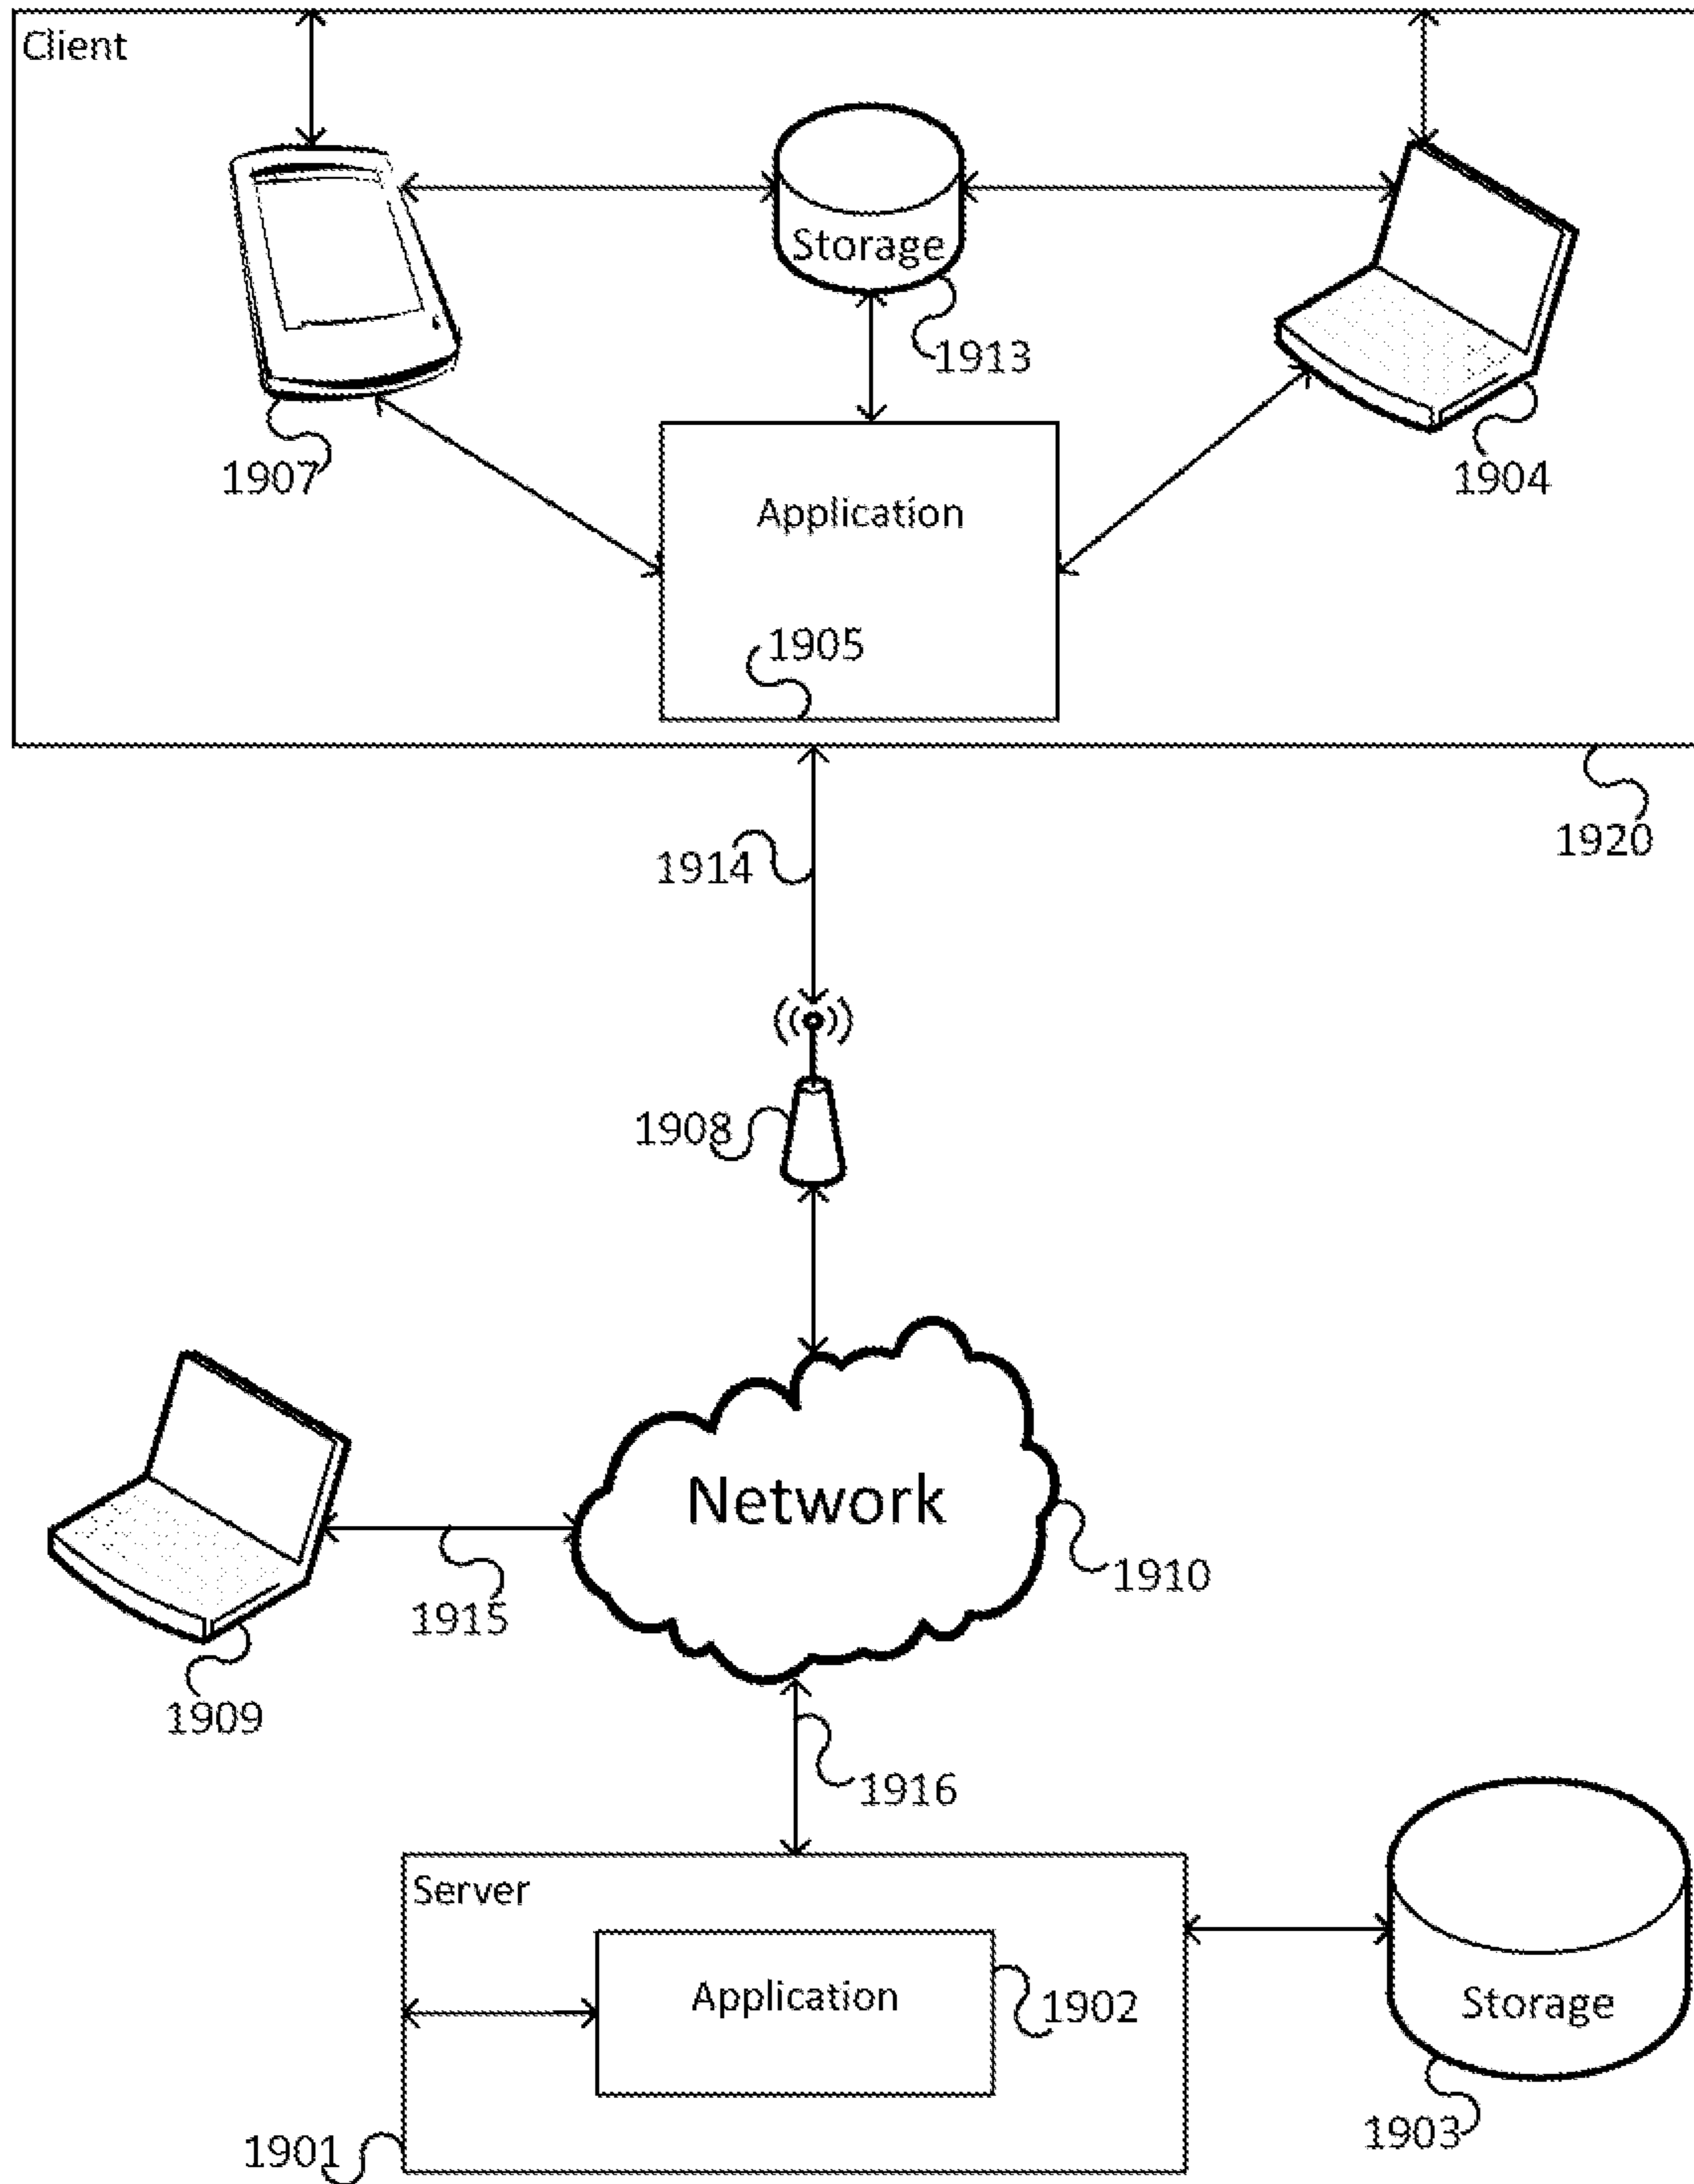 Client
Storage
1913
1907
1904
Application
1905
1920
1914
1908
Network
1910
1915
1909
1916
Server
Application
1902
Storage
1903
1901